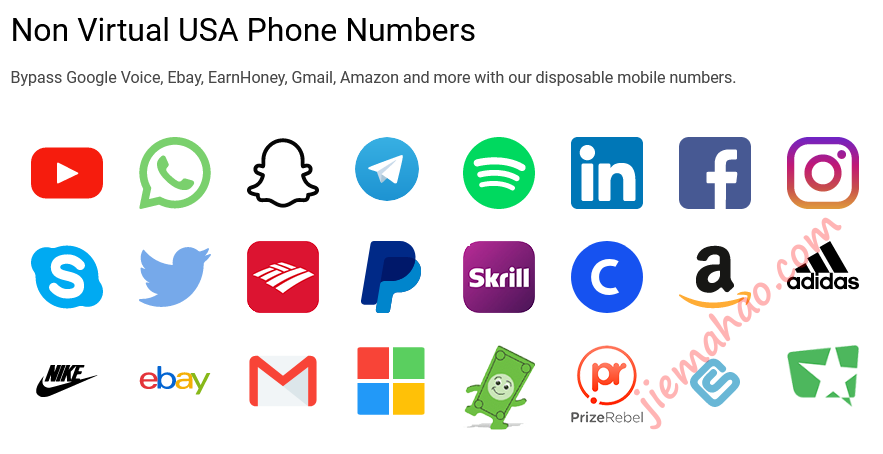 Non Virtual USA Phone Numbers
Bypass Google Voice, Ebay, EarnHoney, Gmail, Amazon and more with our disposable mobile numbers.
in
f
S
Skrill
C
a
adidas
NIKE
ebay
pr
PrizeRebel
jiemahao.com